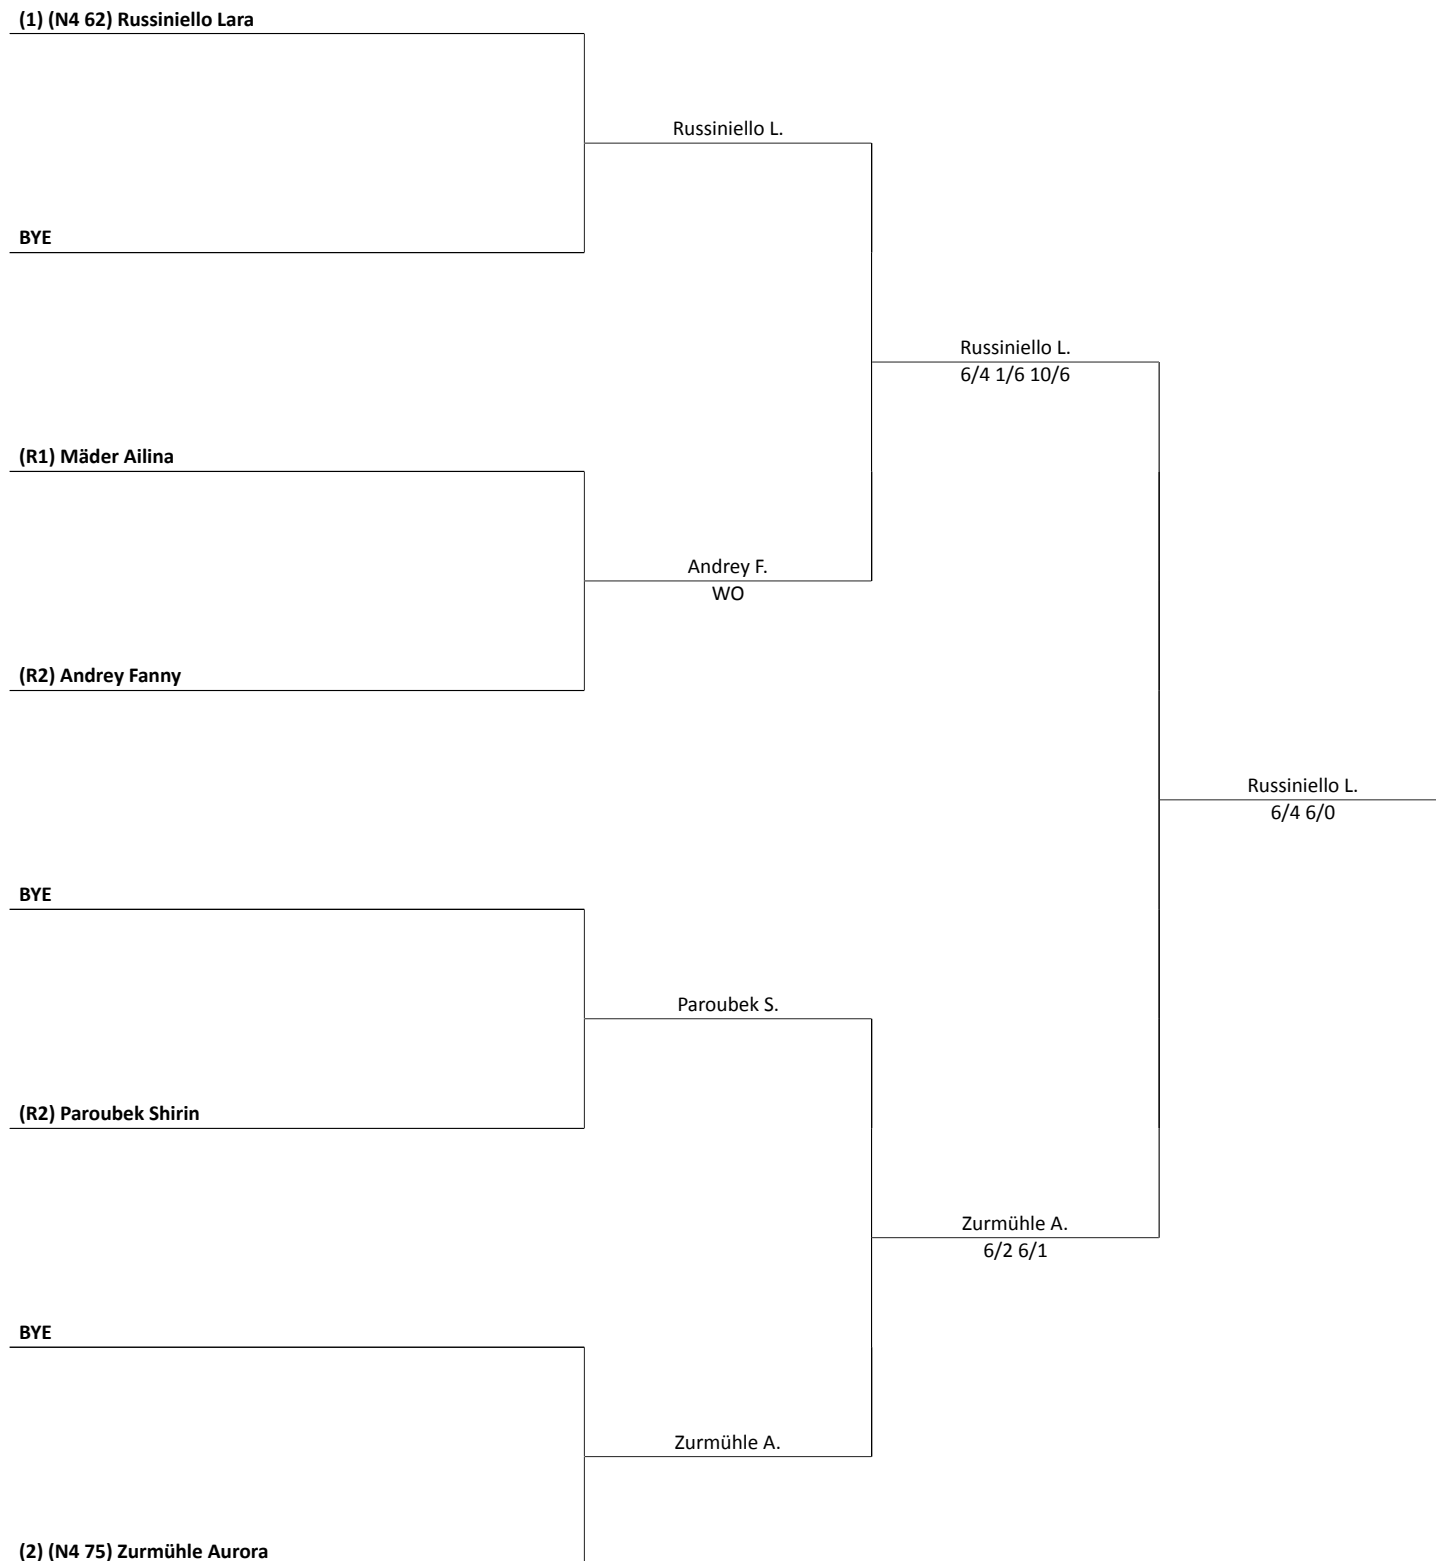 (1) (N4 62) Russiniello Lara
Russiniello L.
BYE
Russiniello L.
6/4 1/6 10/6
(R1) Mäder Ailina
Andrey F.
WO
(R2) Andrey Fanny
Russiniello L.
6/4 6/0
BYE
Paroubek S.
(R2) Paroubek Shirin
Zurmühle A.
6/2 6/1
BYE
Zurmühle A.
(2) (N4 75) Zurmühle Aurora